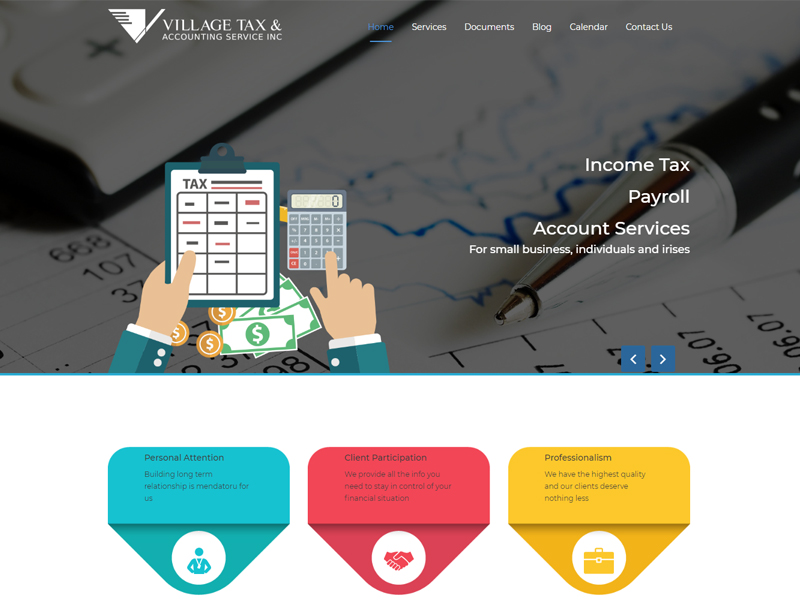 VILLAGE TAX &
ACCOUNTING SERVICE INC
Home Services Documents Blog Calendar Contact Us
Income Tax
Payroll
Account Services
For small business, individuals and irises
TAX
668
107
Personal Attention
Building long term
relationship is mendatoru for
us
Client Participation
We provide all the info you
need to stay in control of your
financial situation
Professionalism
We have the highest quality
and our clients deserve
nothing less